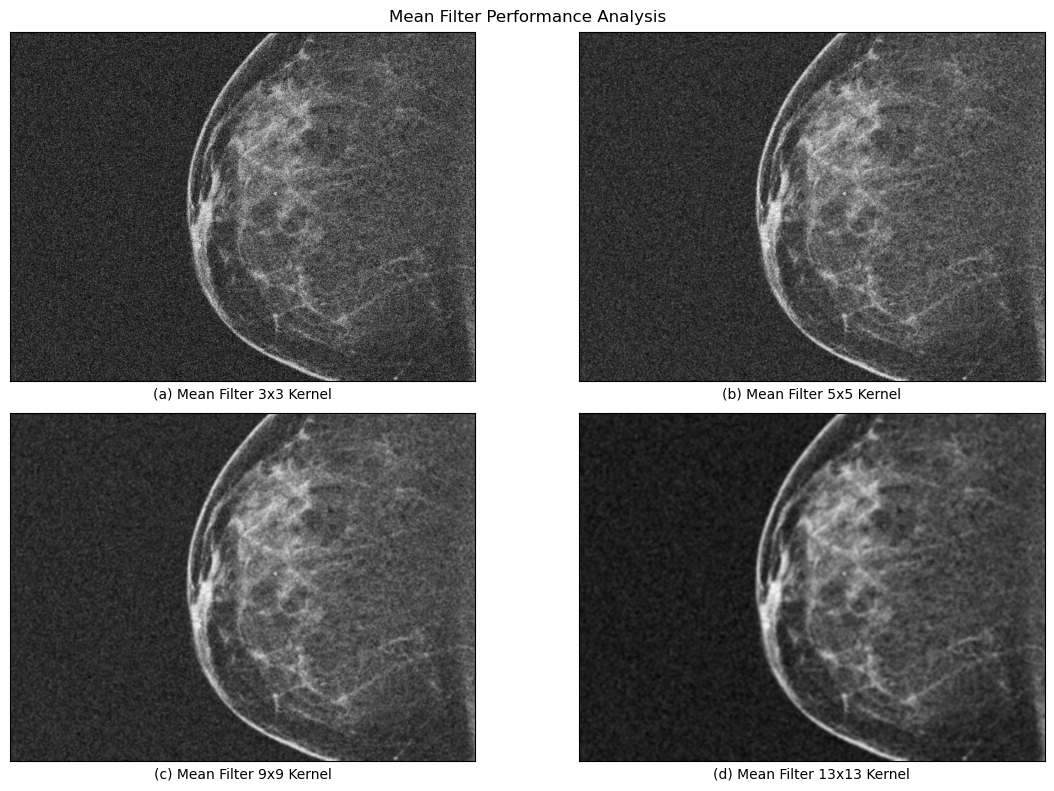 Mean Filter Performance Analysis
(a) Mean Filter 3x3 Kernel
(b) Mean Filter 5x5 Kernel
(c) Mean Filter 9x9 Kernel
(d) Mean Filter 13x13 Kernel